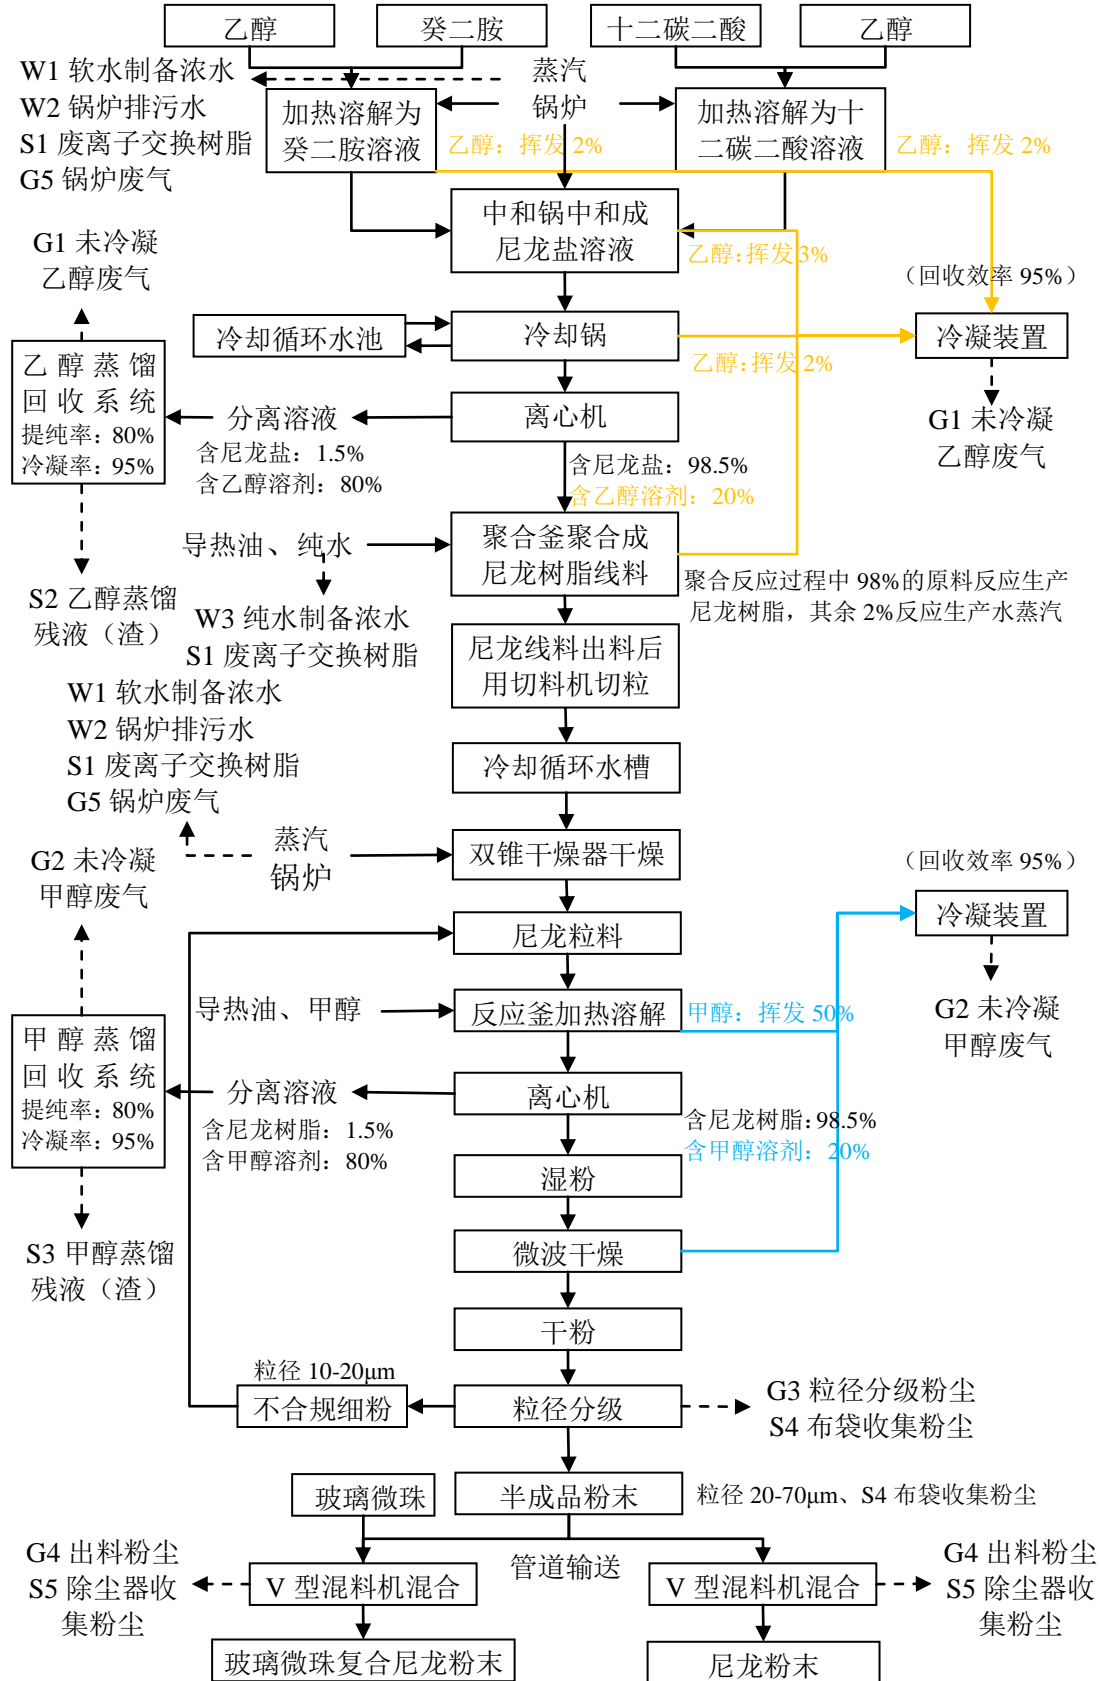 乙醇
癸二胺
十二碳二酸
乙醇
W1 软水制备浓水
W2 锅炉排污水
S1 废离子交换树脂
G5 锅炉废气
蒸汽
锅炉
加热溶解为
癸二胺溶液
加热溶解为十
二碳二酸溶液
乙醇：挥发 2%
乙醇：挥发 2%
中和锅中和成
尼龙盐溶液
乙醇：挥发 3%
G1 未冷凝
乙醇废气
（回收效率 95%）
冷却循环水池
冷却锅
冷凝装置
乙醇：挥发 2%
乙醇蒸馏
回收系统
提纯率：80%
冷凝率：95%
分离溶液
离心机
G1 未冷凝
乙醇废气
含尼龙盐：1.5%
含乙醇溶剂：80%
含尼龙盐：98.5%
含乙醇溶剂：20%
导热油、纯水
聚合釜聚合成
尼龙树脂线料
聚合反应过程中 98%的原料反应生产
尼龙树脂，其余 2%反应生产水蒸汽
S2 乙醇蒸馏
残液（渣）
W3 纯水制备浓水
S1 废离子交换树脂
尼龙线料出料后
用切料机切粒
W1 软水制备浓水
W2 锅炉排污水
S1 废离子交换树脂
G5 锅炉废气
冷却循环水槽
蒸汽
锅炉
双锥干燥器干燥
G2 未冷凝
甲醇废气
（回收效率 95%）
尼龙粒料
冷凝装置
导热油、甲醇
反应釜加热溶解
甲醇：挥发 50%
G2 未冷凝
甲醇废气
甲醇蒸馏
回收系统
提纯率：80%
冷凝率：95%
分离溶液
离心机
含尼龙树脂：1.5%
含甲醇溶剂：80%
含尼龙树脂：98.5%
含甲醇溶剂：20%
湿粉
S3 甲醇蒸馏
残液（渣）
微波干燥
干粉
粒径 10-20μm
不合规细粉
粒径分级
G3 粒径分级粉尘
S4 布袋收集粉尘
玻璃微珠
半成品粉末
粒径 20-70μm、S4 布袋收集粉尘
管道输送
G4 出料粉尘
S5 除尘器收
集粉尘
V 型混料机混合
V 型混料机混合
G4 出料粉尘
S5 除尘器收
集粉尘
玻璃微珠复合尼龙粉末
尼龙粉末